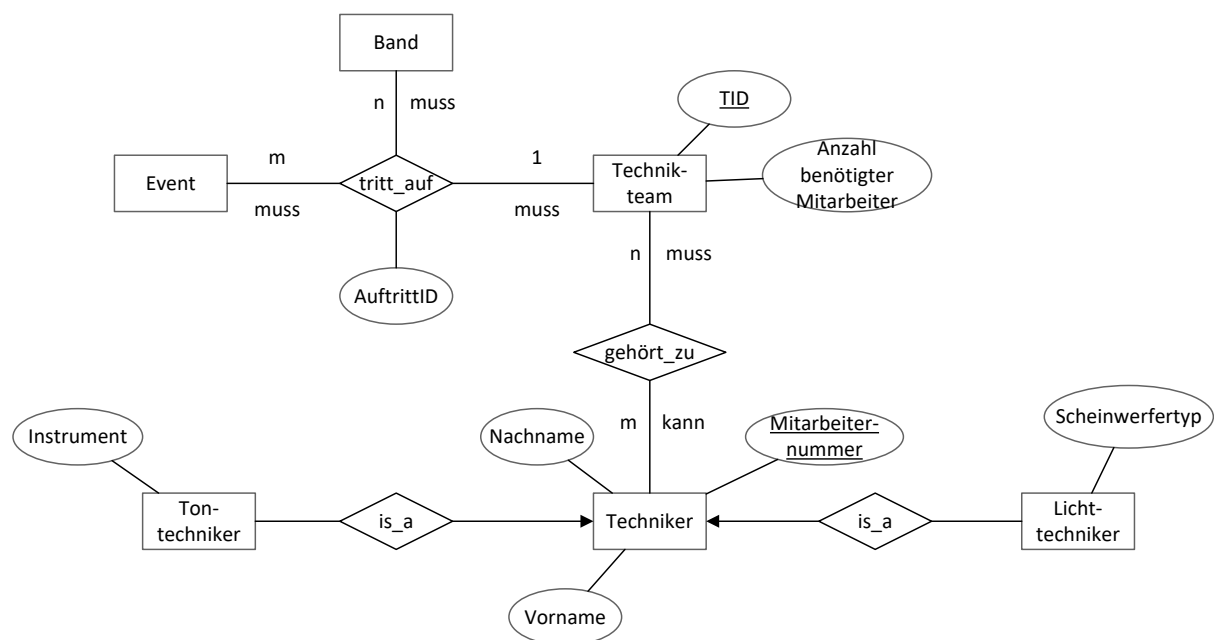 Band
n muss
TID
m
1
Event
tritt_auf
Technik-
team
Anzahl
benötigter
Mitarbeiter
muss
muss
n muss
AuftrittID
gehört_zu
Scheinwerfertyp
Instrument
Nachname
m kann
Mitarbeiter-
nummer
Ton-
techniker
is_a
Techniker
is_a
Licht-
techniker
Vorname